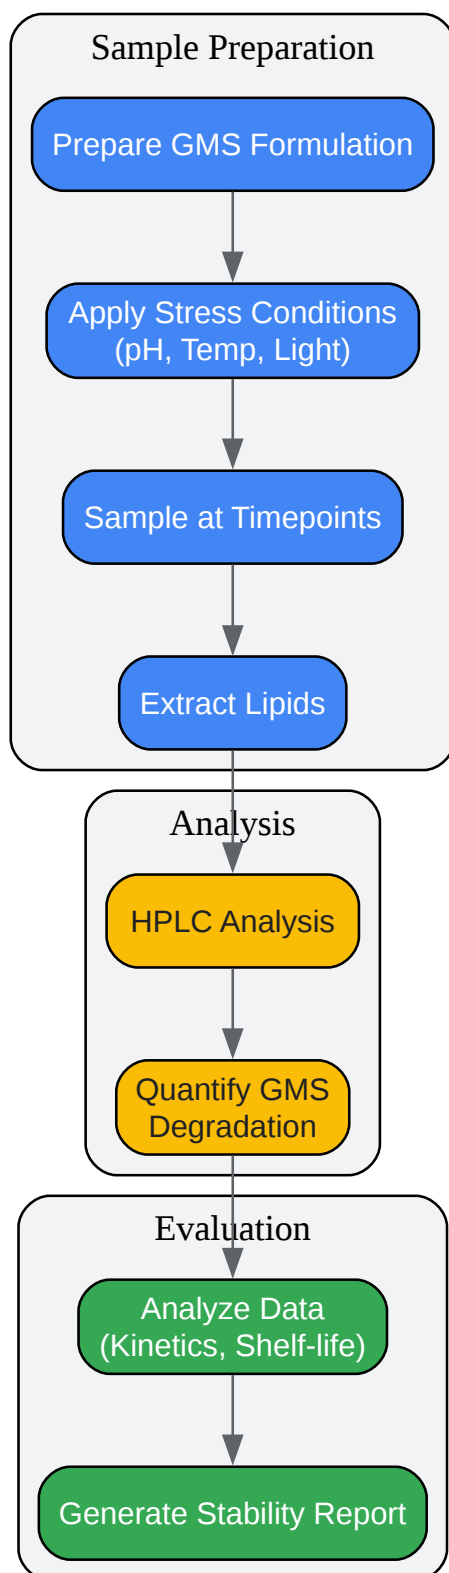 Sample Preparation
Prepare GMS Formulation
Apply Stress Conditions
(pH, Temp, Light)
Sample at Timepoints
Extract Lipids
Analysis
HPLC Analysis
Quantify GMS
Degradation
Evaluation
Analyze Data
(Kinetics, Shelf-life)
Generate Stability Report